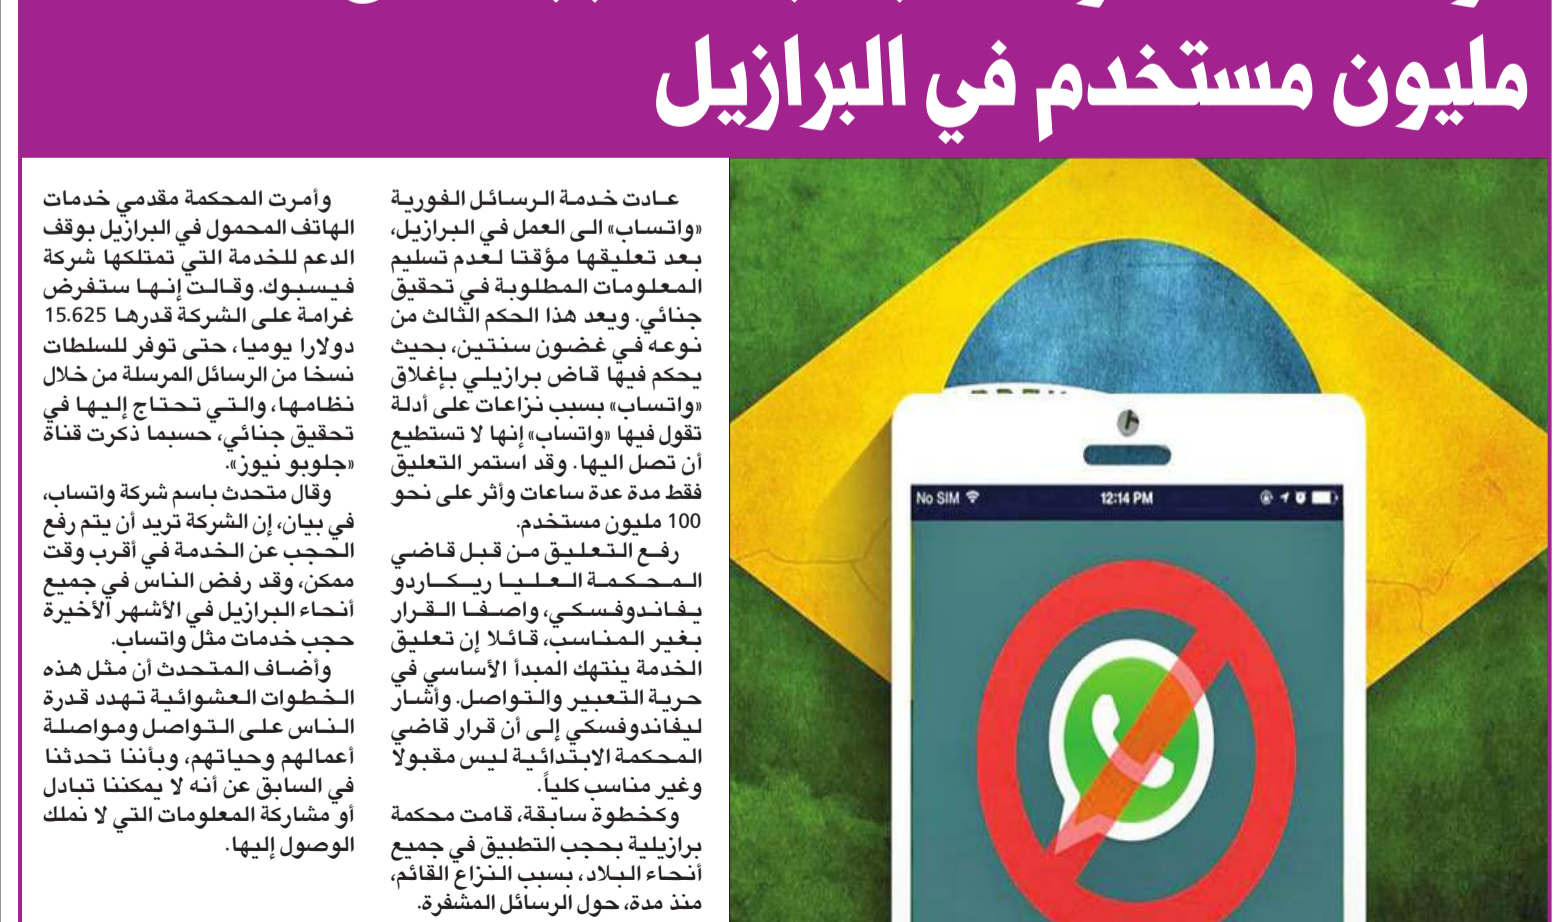 مليون مستخدم في البرازيل
عادت خدمة الرسائل الفورية
«واتساب» الى العمل في البرازيل،
بعد تعليقها مؤقتا لعدم تسليم
المعلومات المطلوبة في تحقيق
جنائي. ويعد هذا الحكم الثالث من
نوعه في غضون سنتين، بحيث
يحكم فيها قاض برازيلي بإغلاق
«واتساب» بسبب نزاعات على أدلة
تقول فيها «واتساب» إنها لا تستطيع
أن تصل اليها. وقد استمر التعليق
فقط مدة عدة ساعات وأثر على نحو
100 مليون مستخدم.
رفع التعليق من قبل قاضي
المحكمة العليا ريكاردو
يفاندوفسكي، واصفا القرار
بغير المناسب، قائلا إن تعليق
الخدمة ينتهك المبدأ الأساسي في
حرية التعبير والتواصل. وأشار
ليفاندوفسكي إلى أن قرار قاضي
المحكمة الابتدائية ليس مقبولا
وغير مناسب كلياً.
وكخطوة سابقة، قامت محكمة
برازيلية بحجب التطبيق في جميع
أنحاء البلاد، بسبب النزاع القائم،
منذ مدة، حول الرسائل المشفرة.
وأمرت المحكمة مقدمي خدمات
الهاتف المحمول في البرازيل بوقف
الدعم للخدمة التي تمتلكها شركة
فيسبوك. وقالت إنها ستفرض
غرامة على الشركة قدرها 15.625
دولارا يوميا، حتى توفر للسلطات
نسخا من الرسائل المرسلة من خلال
نظامها، والتي تحتاج إليها في
تحقيق جنائي، حسبما ذكرت قناة
«جلوبو نيوز».
وقال متحدث باسم شركة واتساب،
في بيان، إن الشركة تريد أن يتم رفع
الحجب عن الخدمة في أقرب وقت
ممكن، وقد رفض الناس في جميع
أنحاء البرازيل في الأشهر الأخيرة
حجب خدمات مثل واتساب.
وأضاف المتحدث أن مثل هذه
الخطوات العشوائية تهدد قدرة
الناس على التواصل ومواصلة
أعمالهم وحياتهم، وبأننا تحدثنا
في السابق عن أنه لا يمكننا تبادل
أو مشاركة المعلومات التي لا نملك
الوصول إليها.
No SIM 12:14 PM